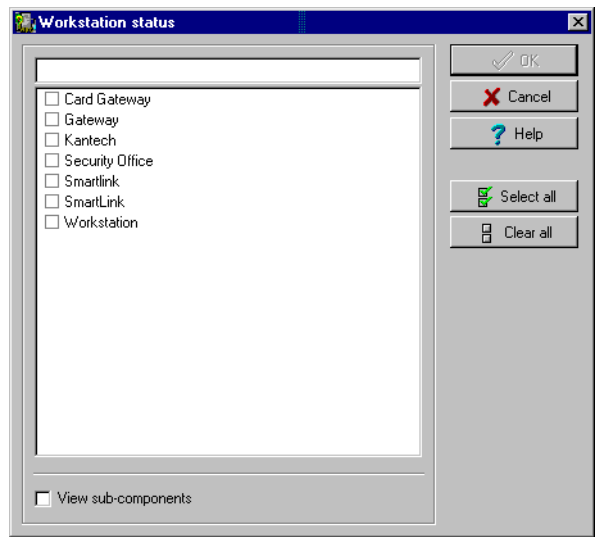 Workstation status
OK
Card Gateway
Cancel
Gateway
Help
Kantech
Security Office
Smartlink
Select all
SmartLink
Workstation
Clear all
View sub-components